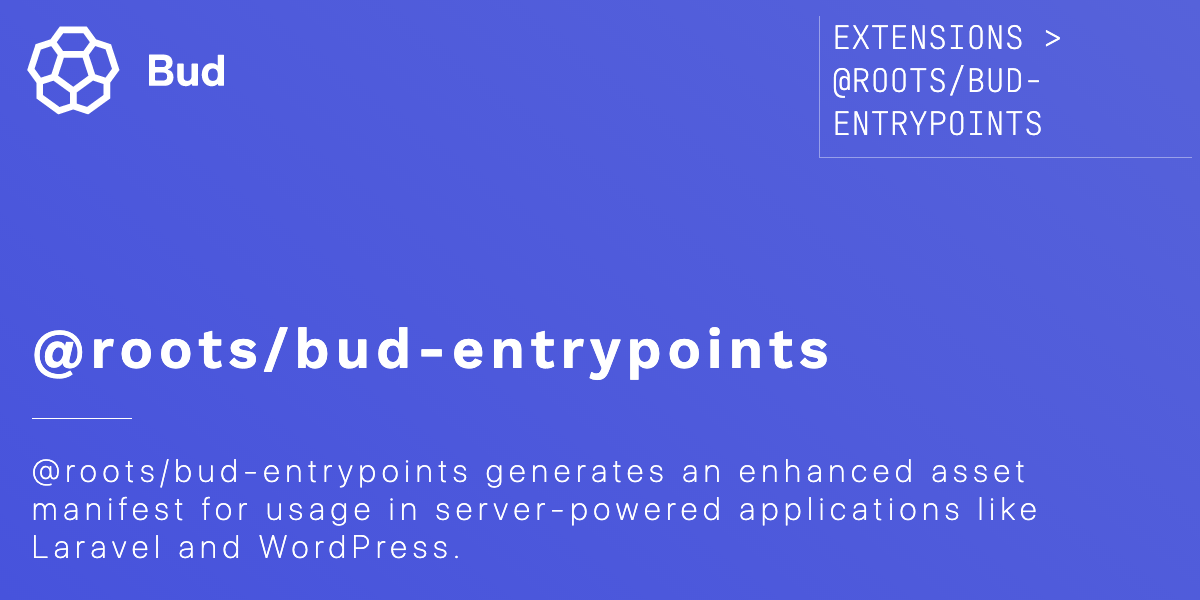 Bud
EXTENSIONS >
@ROOTS/BUD-
ENTRYPOINTS
@roots/bud-entrypoints
@roots/bud-entrypoints generates an enhanced asset
manifest for usage in server-powered applications like
Laravel and WordPress.